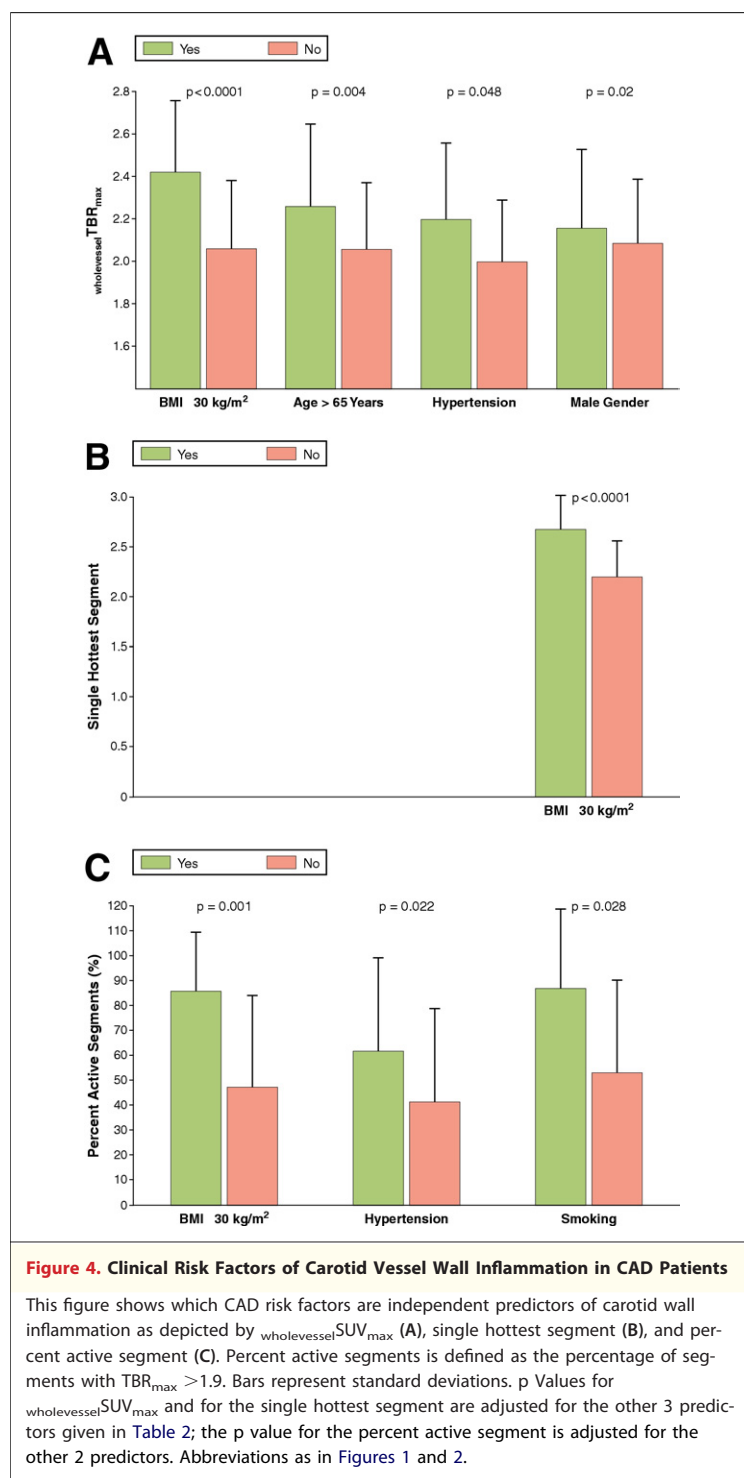 A
Yes No
p<0.0001 p = 0.004 p = 0.048 p = 0.02
2.8
2.6
2.4
2.2
2.0
1.8
1.6
wholevesselTBRmax
BMI 30 kg/m² Age > 65 Years Hypertension Male Gender
B
Yes No
p<0.0001
3.0
2.5
2.0
1.5
1.0
0.5
0
Single Hottest Segment
BMI 30 kg/m²
C
Yes No
p = 0.001 p = 0.022 p = 0.028
120
110
100
90
80
70
60
50
40
30
20
10
0
Percent Active Segments (%)
BMI 30 kg/m² Hypertension Smoking
Figure 4. Clinical Risk Factors of Carotid Vessel Wall Inflammation in CAD Patients
This figure shows which CAD risk factors are independent predictors of carotid wall
inflammation as depicted by wholevesselSUVmax (A), single hottest segment (B), and per-
cent active segment (C). Percent active segments is defined as the percentage of seg-
ments with TBRmax >1.9. Bars represent standard deviations. p Values for
wholevesselSUVmax and for the single hottest segment are adjusted for the other 3 predic-
tors given in Table 2; the p value for the percent active segment is adjusted for the
other 2 predictors. Abbreviations as in Figures 1 and 2.